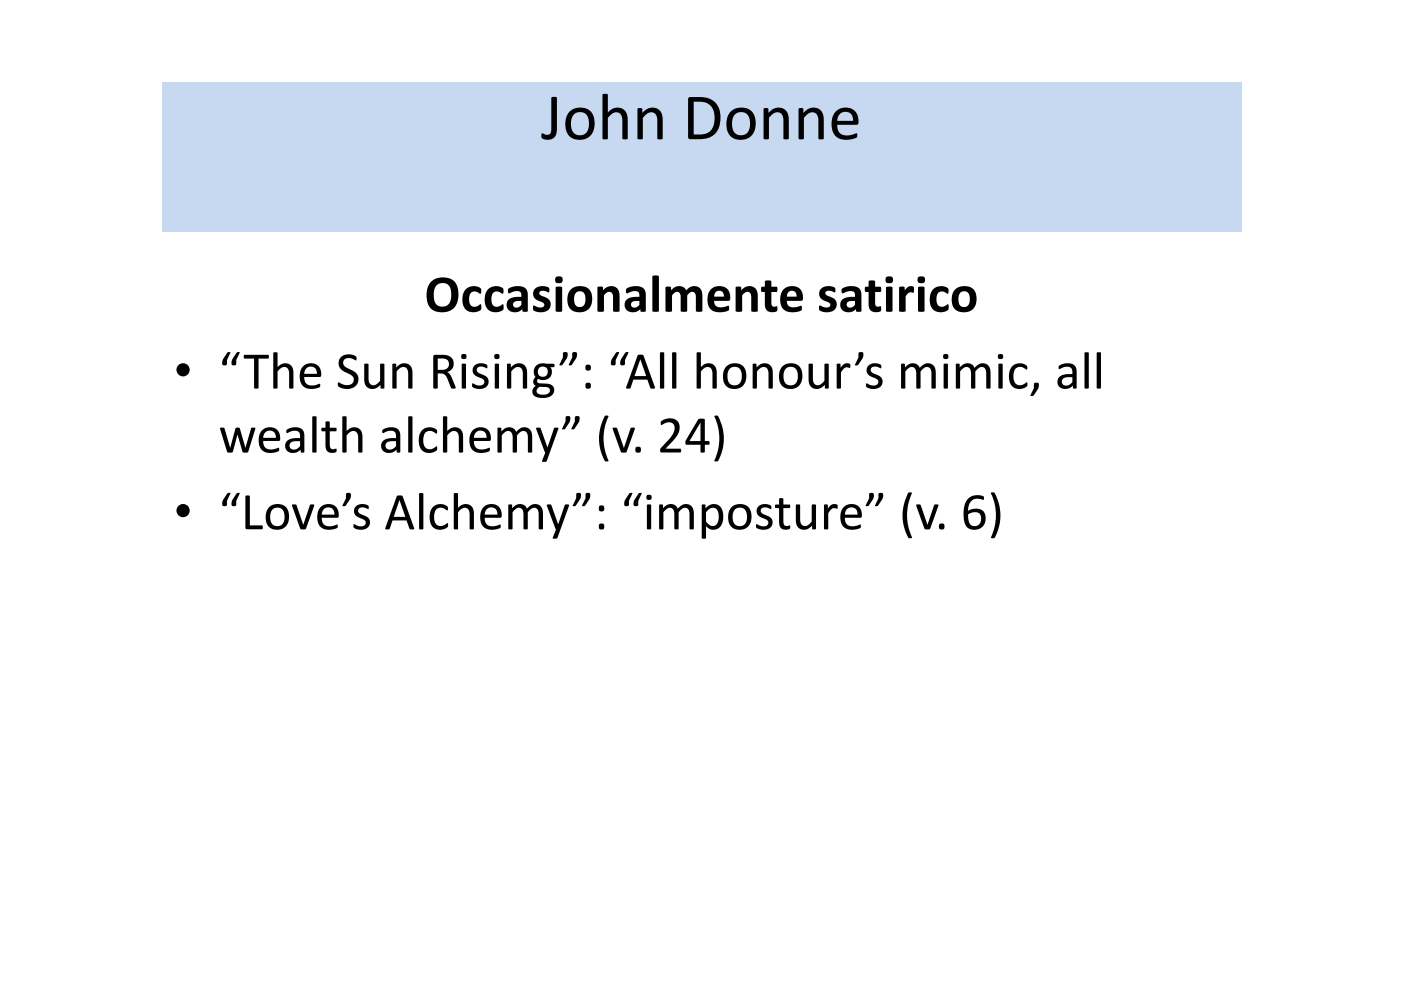 John Donne
Occasionalmente satirico
• “The Sun Rising”: “All honour’s mimic, all
wealth alchemy” (v. 24)
• “Love’s Alchemy”: “imposture” (v. 6)